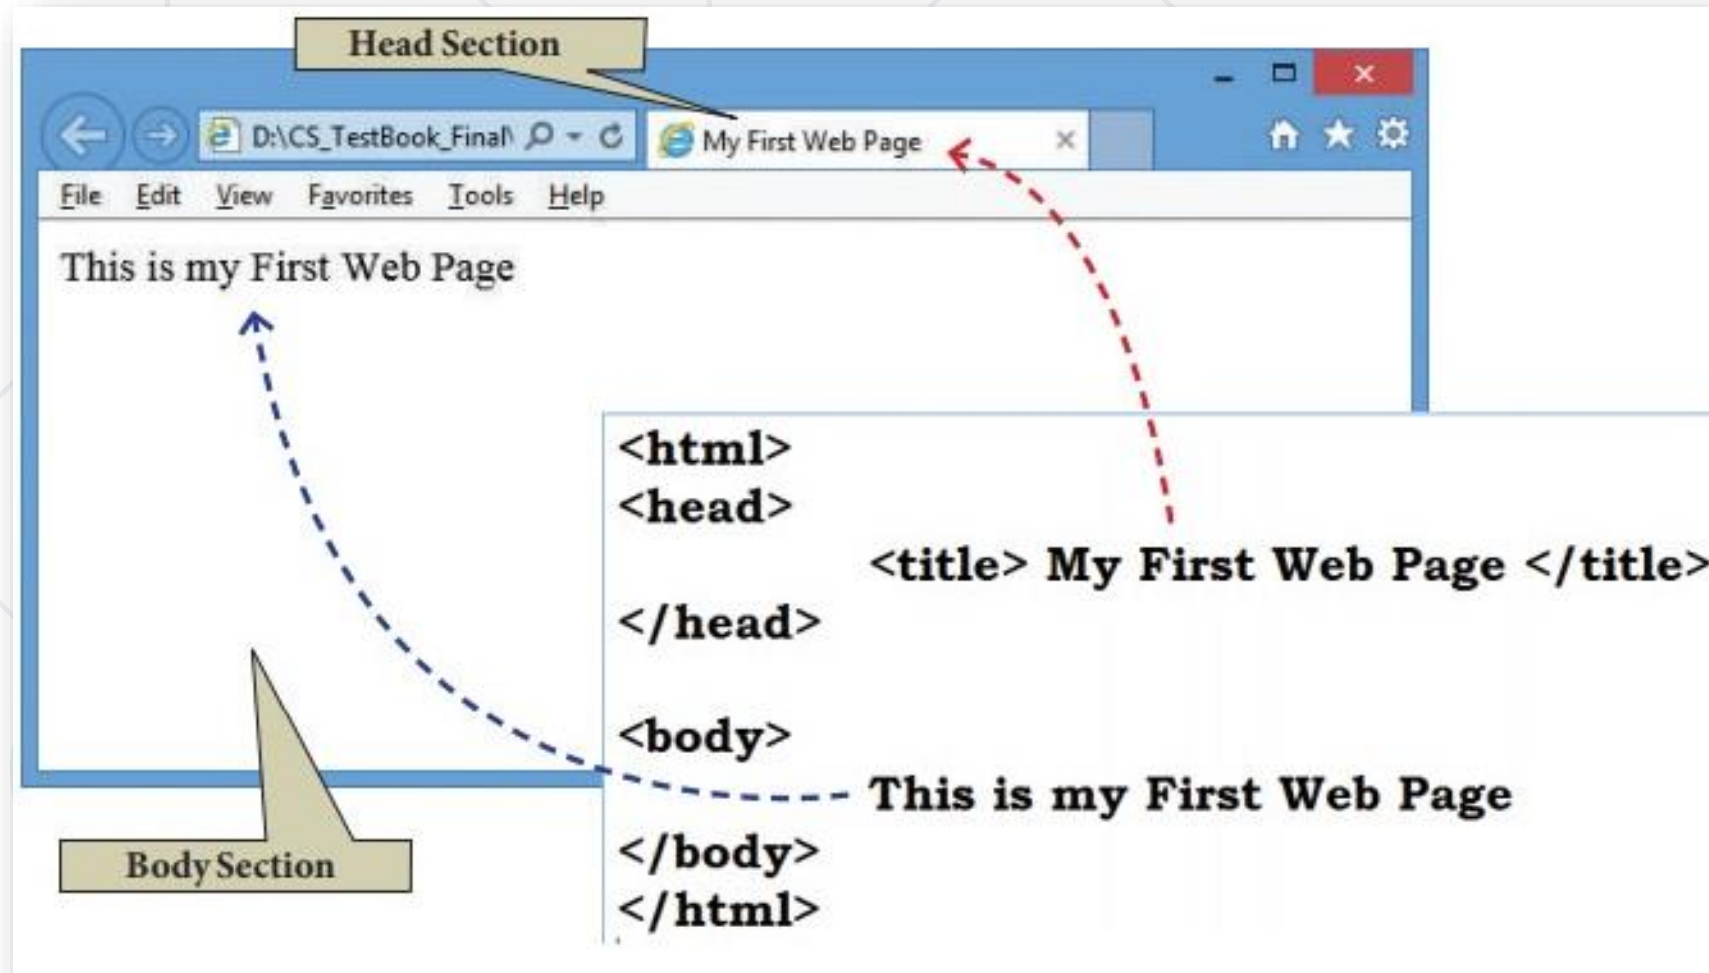 Head Section
D:\CS_TestBook_Final\
My First Web Page
File Edit View Favorites Tools Help
This is my First Web Page
<html>
<head>
<title> My First Web Page </title>
</head>
<body>
This is my First Web Page
</body>
</html>
Body Section